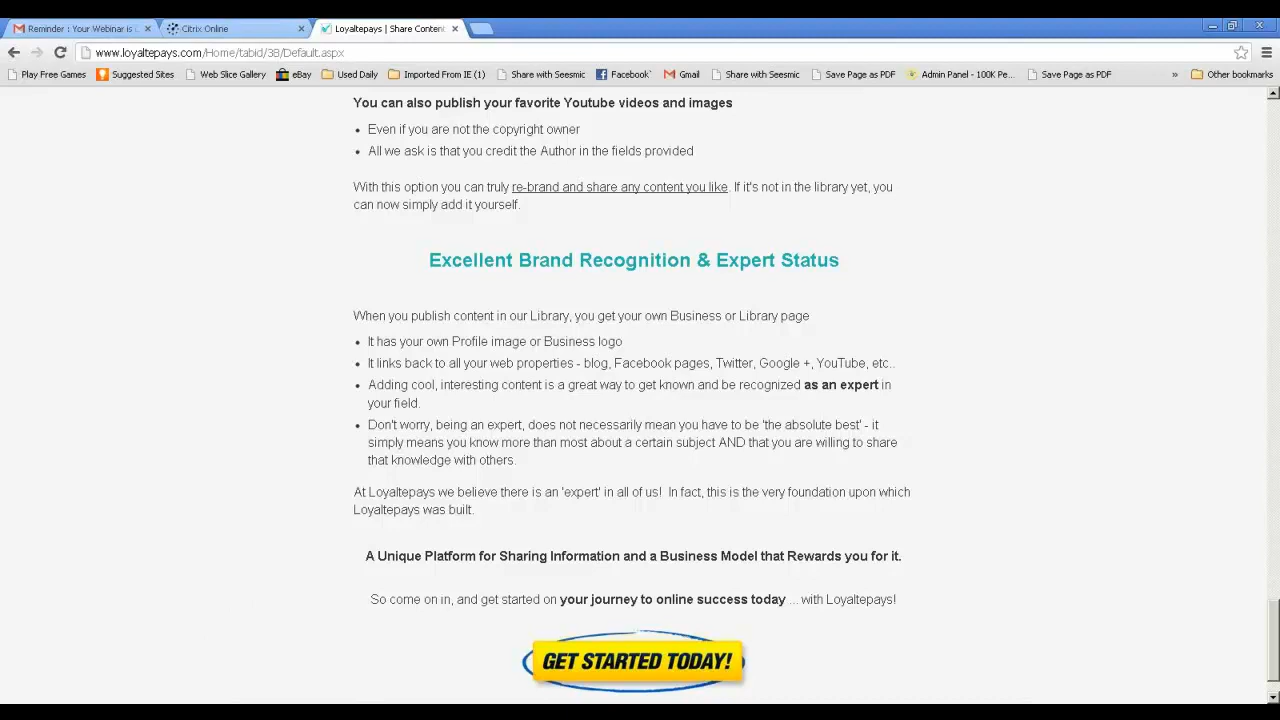 Reminder : Your Webinar is
Citrix Online
Loyaltepays | Share Content
www.loyaltepays.com/Home/tabid/38/Default.aspx
Play Free Games
Suggested Sites
Web Slice Gallery
eBay
Used Daily
Imported From IE (1)
Share with Seesmic
Facebook'
Gmail
Share with Seesmic
Save Page as PDF
Admin Panel - 100K Pe...
Save Page as PDF
»
Other bookmarks
You can also publish your favorite Youtube videos and images
• Even if you are not the copyright owner
• All we ask is that you credit the Author in the fields provided
With this option you can truly re-brand and share any content you like. If it's not in the library yet, you
can now simply add it yourself.
Excellent Brand Recognition & Expert Status
When you publish content in our Library, you get your own Business or Library page
• It has your own Profile image or Business logo
• It links back to all your web properties - blog, Facebook pages, Twitter, Google +, YouTube, etc..
• Adding cool, interesting content is a great way to get known and be recognized as an expert in
your field.
• Don't worry, being an expert, does not necessarily mean you have to be 'the absolute best' - it
simply means you know more than most about a certain subject AND that you are willing to share
that knowledge with others.
At Loyaltepays we believe there is an 'expert' in all of us! In fact, this is the very foundation upon which
Loyaltepays was built.
A Unique Platform for Sharing Information and a Business Model that Rewards you for it.
So come on in, and get started on your journey to online success today ... with Loyaltepays!
GET STARTED TODAY!